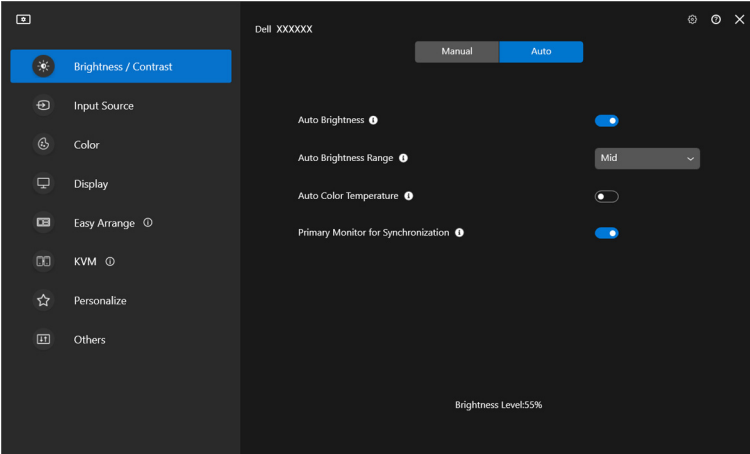 Dell XXXXXX
Manual
Auto
Brightness / Contrast
Input Source
Color
Display
Easy Arrange
KVM
Personalize
Others
Auto Brightness
Auto Brightness Range
Mid
Auto Color Temperature
Primary Monitor for Synchronization
Brightness Level:55%